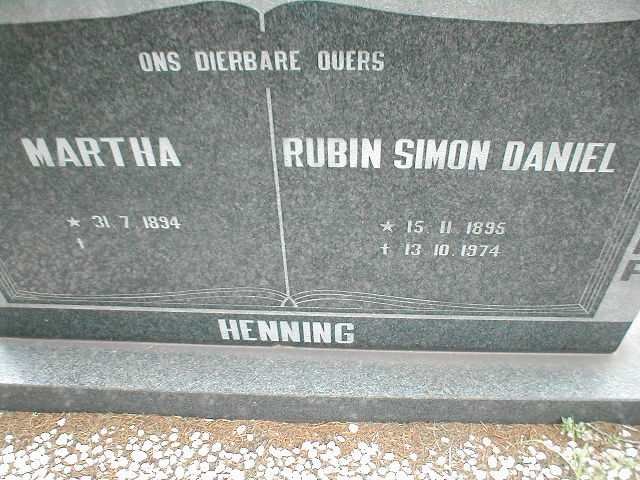 ONS DIERBARE OUERS
MARTHA
★ 31.7.1894
†
RUBIN SIMON DANIEL
★ 15.11.1895
† 13.10.1974
HENNING